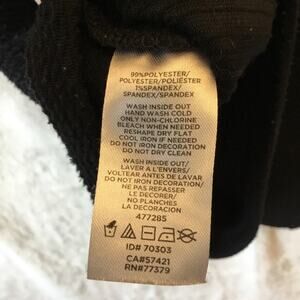 99%POLYESTER/
POLYESTER/POLIÉSTER
1%SPANDEX/
SPANDEX/SPANDEX
WASH INSIDE OUT
HAND WASH COLD
ONLY NON-CHLORINE
BLEACH WHEN NEEDED
RESHAPE DRY FLAT
COOL IRON IF NEEDED
DO NOT IRON DECORATION
DO NOT DRY CLEAN
WASH INSIDE OUT/
LAVER A L'ENVERS/
VOLTEAR ANTES DE LAVAR
DO NOT IRON DECORATION/
NE PAS REPASSER
LE DECORER/
NO PLANCHES
LA DECORACION
477285
ID# 70303
CA#57421
RN#77379